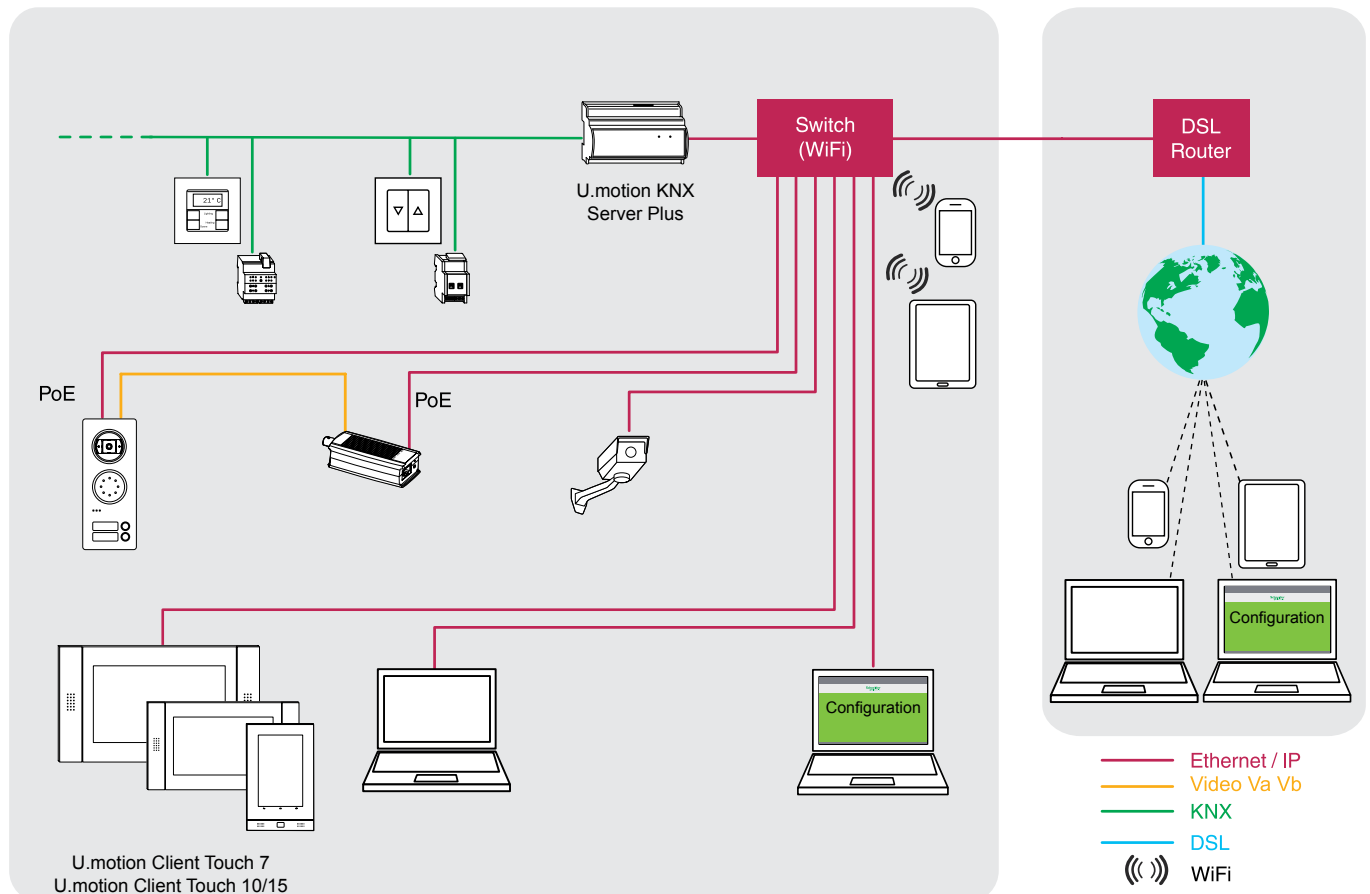 Switch
(WiFi)
DSL
Router
U.motion KNX
Server Plus
21° C
PoE
PoE
Configuration
Configuration
U.motion Client Touch 7
U.motion Client Touch 10/15
Ethernet / IP
Video Va Vb
KNX
DSL
WiFi